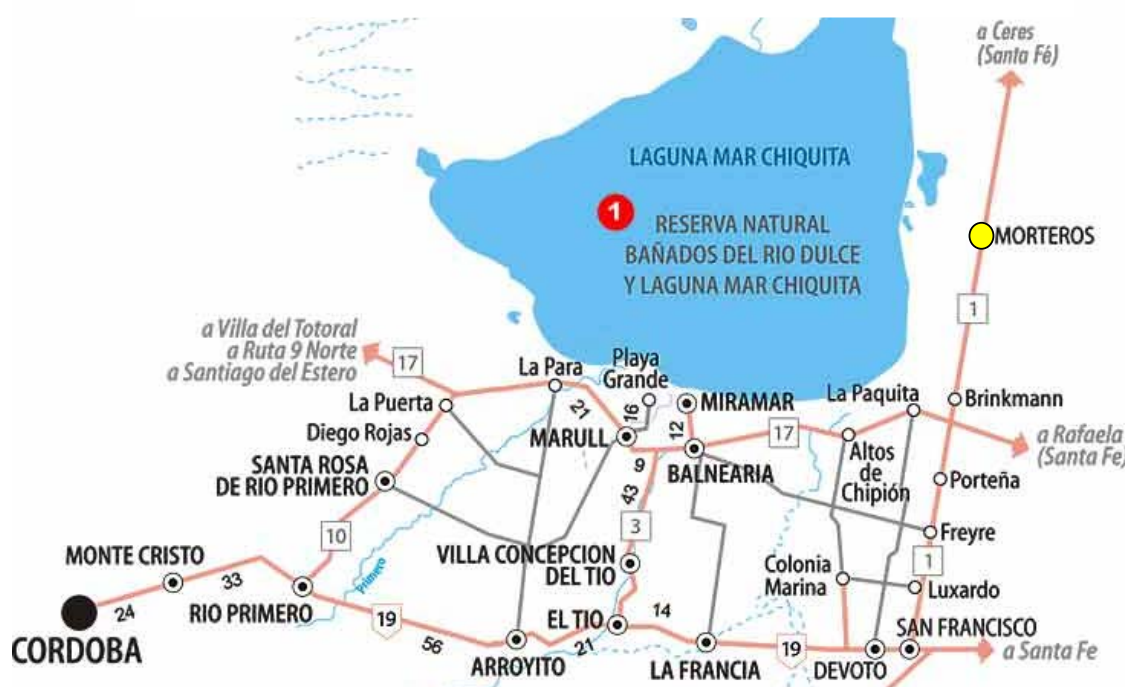 a Ceres
(Santa Fé)
LAGUNA MAR CHIQUITA
1
RESERVA NATURAL
BAÑADOS DEL RIO DULCE
Y LAGUNA MAR CHIQUITA
MORTEROS
1
a Villa del Totoral
a Ruta 9 Norte
a Santiago del Estero
17
La Para
Playa
Grande
La Puerta
21
16
MIRAMAR
La Paquita
Brinkmann
Diego Rojas
MARULL
12
17
9
BALNEARIA
Altos
de
Chipión
a Rafaela
(Santa Fe)
SANTA ROSA
DE RIO PRIMERO
43
Porteña
10
3
Freyre
MONTE CRISTO
VILLA CONCEPCION
DEL TIO
1
33
Primero
Colonia
Marina
Luxardo
24
RIO PRIMERO
EL TIO
14
19
SAN FRANCISCO
CORDOBA
56
21
19
a Santa Fe
ARROYITO
LA FRANCIA
DEVOTO